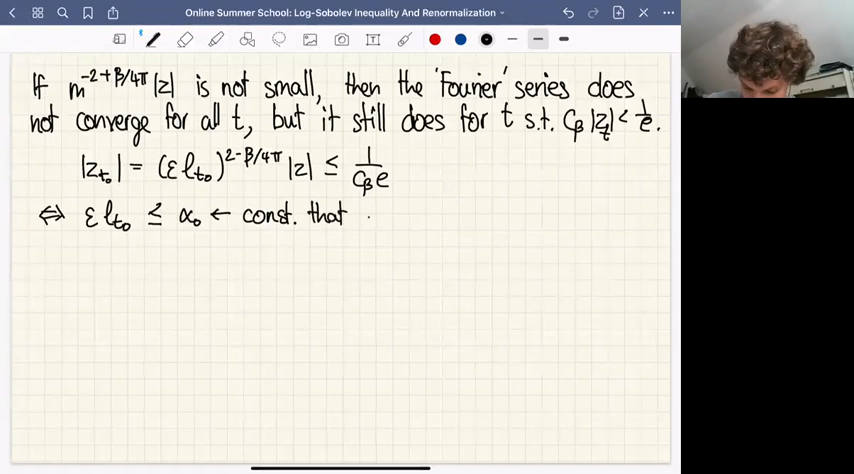 Online Summer School: Log-Sobolev Inequality And Renormalization
If m^{-2+β/4π}|z| is not small, then the 'Fourier' series does
not converge for all t, but it still does for t s.t. C_β |z_t| < 1/e.
|z_{t_0}| = (ε l_{t_0})^{2-β/4π} |z| ≤ 1/(C_β e)
⇔ ε l_{t_0} ≤ α_0 ← const. that